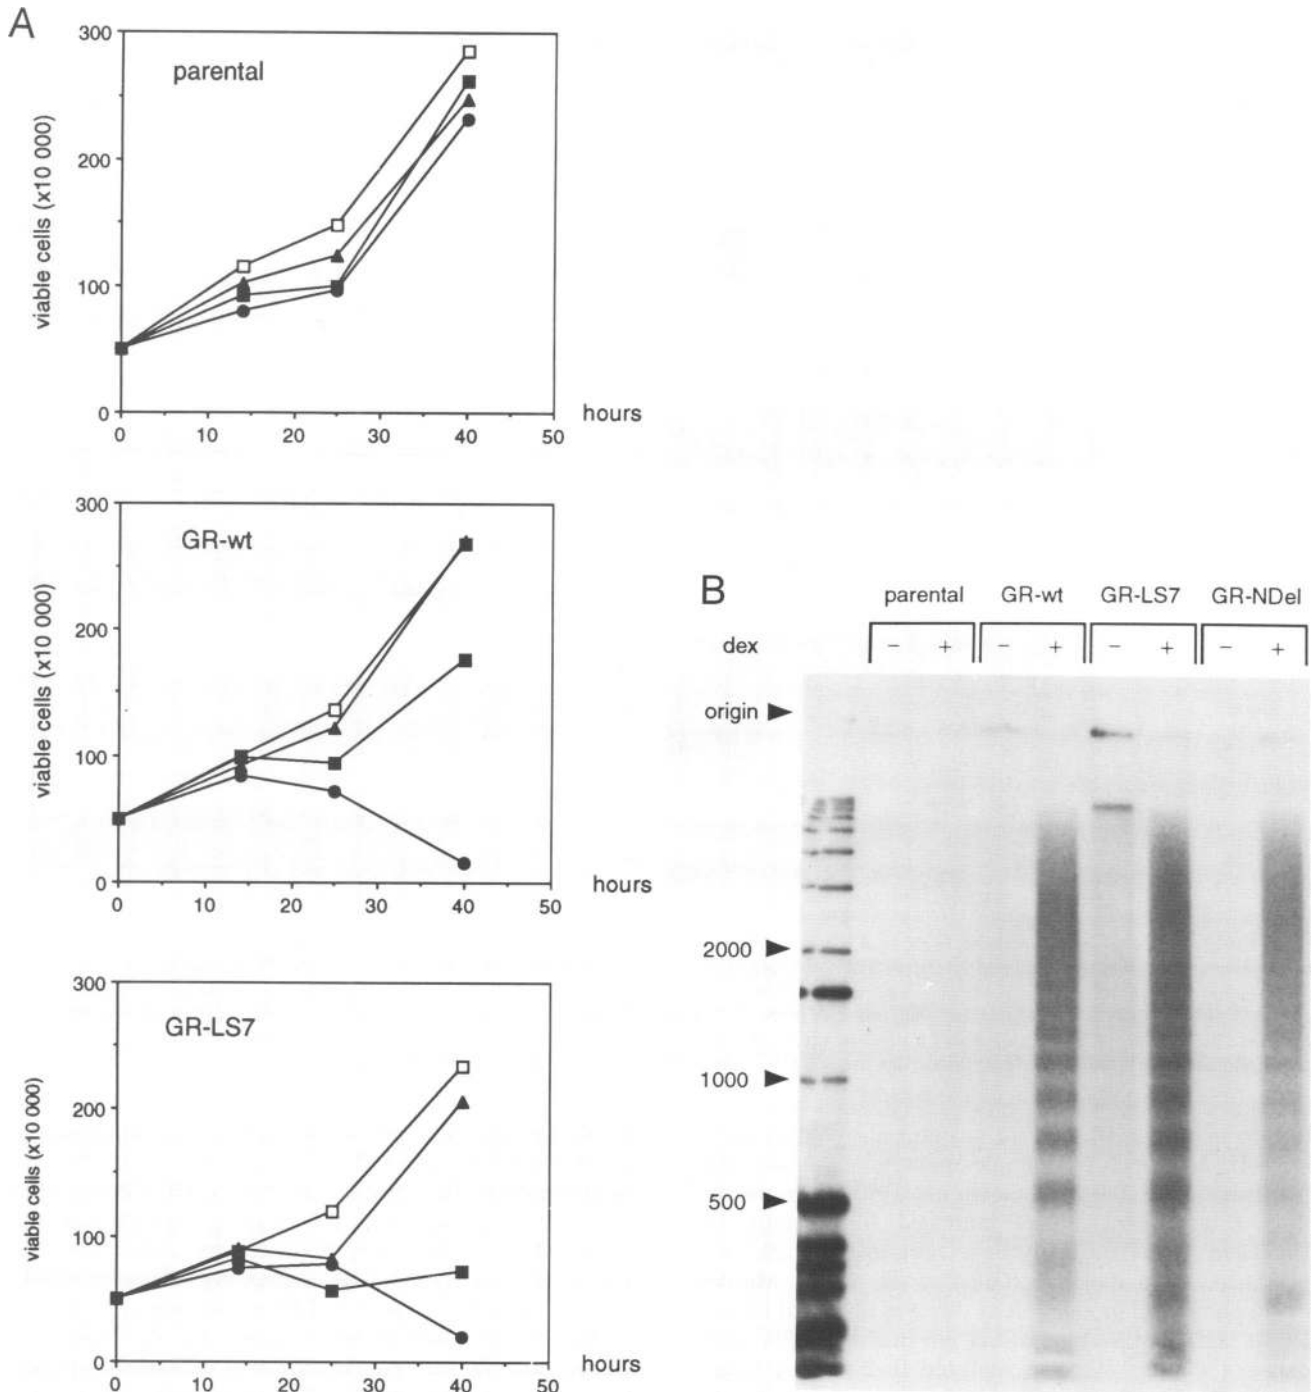 A
parental
viable cells (x10 000)
300
200
100
0
0 10 20 30 40 50
hours
GR-wt
viable cells (x10 000)
300
200
100
0
0 10 20 30 40 50
hours
GR-LS7
viable cells (x10 000)
300
200
100
0
0 10 20 30 40 50
hours
B
parental GR-wt GR-LS7 GR-NDel
dex − + − + − + − +
origin
2000
1000
500